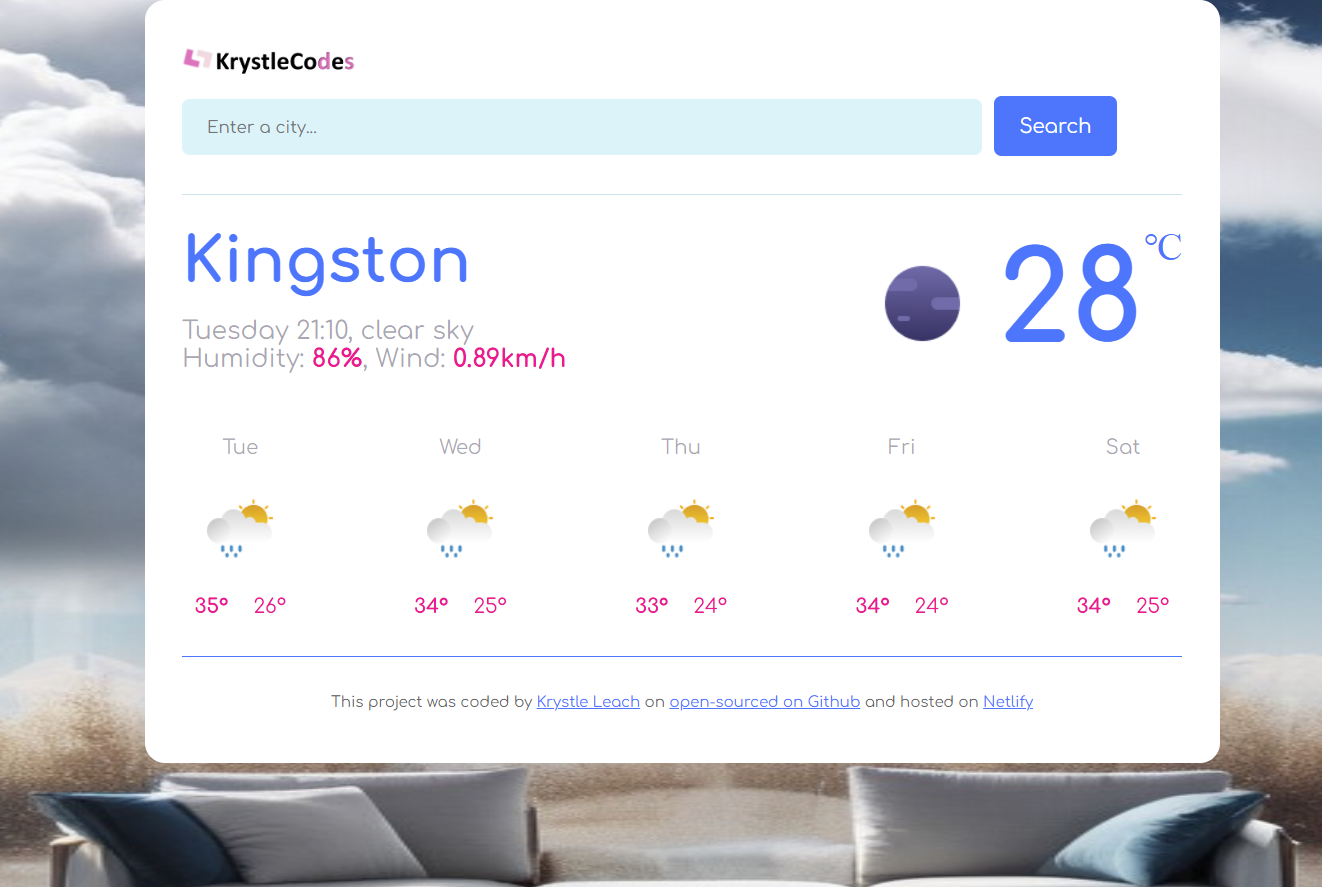 KrystleCodes
Enter a city...
Search
Kingston
28
°C
Tuesday 21:10, clear sky
Humidity: 86%, Wind: 0.89km/h
Tue Wed Thu Fri Sat
35° 26° 34° 25° 33° 24° 34° 24° 34° 25°
This project was coded by Krystle Leach on open-sourced on Github and hosted on Netlify